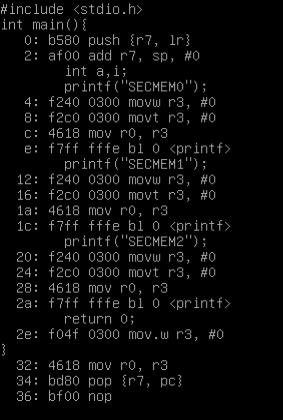 #include <stdio.h>
int main(){
0: b580 push {r7, lr}
2: af00 add r7, sp, #0
int a,i;
printf("SECMEM0");
4: f240 0300 movw r3, #0
8: f2c0 0300 movt r3, #0
c: 4618 mov r0, r3
e: f7ff fffe bl 0 <printf>
printf("SECMEM1");
12: f240 0300 movw r3, #0
16: f2c0 0300 movt r3, #0
1a: 4618 mov r0, r3
1c: f7ff fffe bl 0 <printf>
printf("SECMEM2");
20: f240 0300 movw r3, #0
24: f2c0 0300 movt r3, #0
28: 4618 mov r0, r3
2a: f7ff fffe bl 0 <printf>
return 0;
2e: f04f 0300 mov.w r3, #0
}
32: 4618 mov r0, r3
34: bd80 pop {r7, pc}
36: bf00 nop